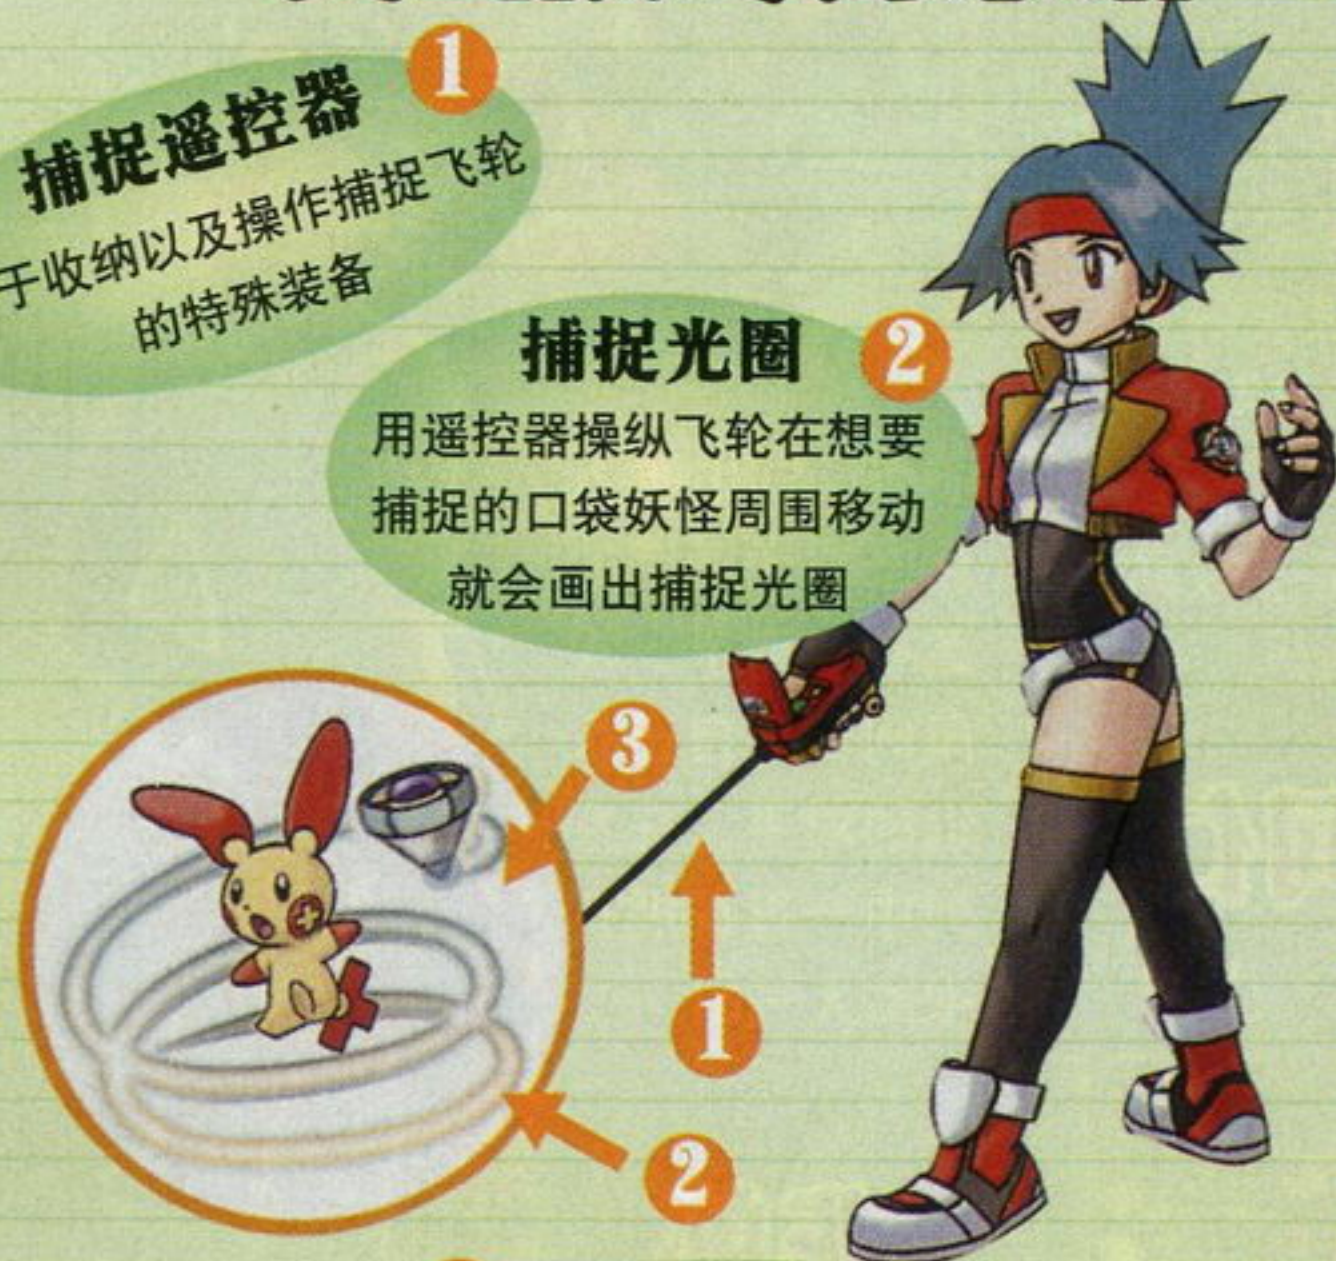 1
捕捉遥控器
于收纳以及操作捕捉飞轮
的特殊装备
2
捕捉光圈
用遥控器操纵飞轮在想要
捕捉的口袋妖怪周围移动
就会画出捕捉光圈
3
1
2